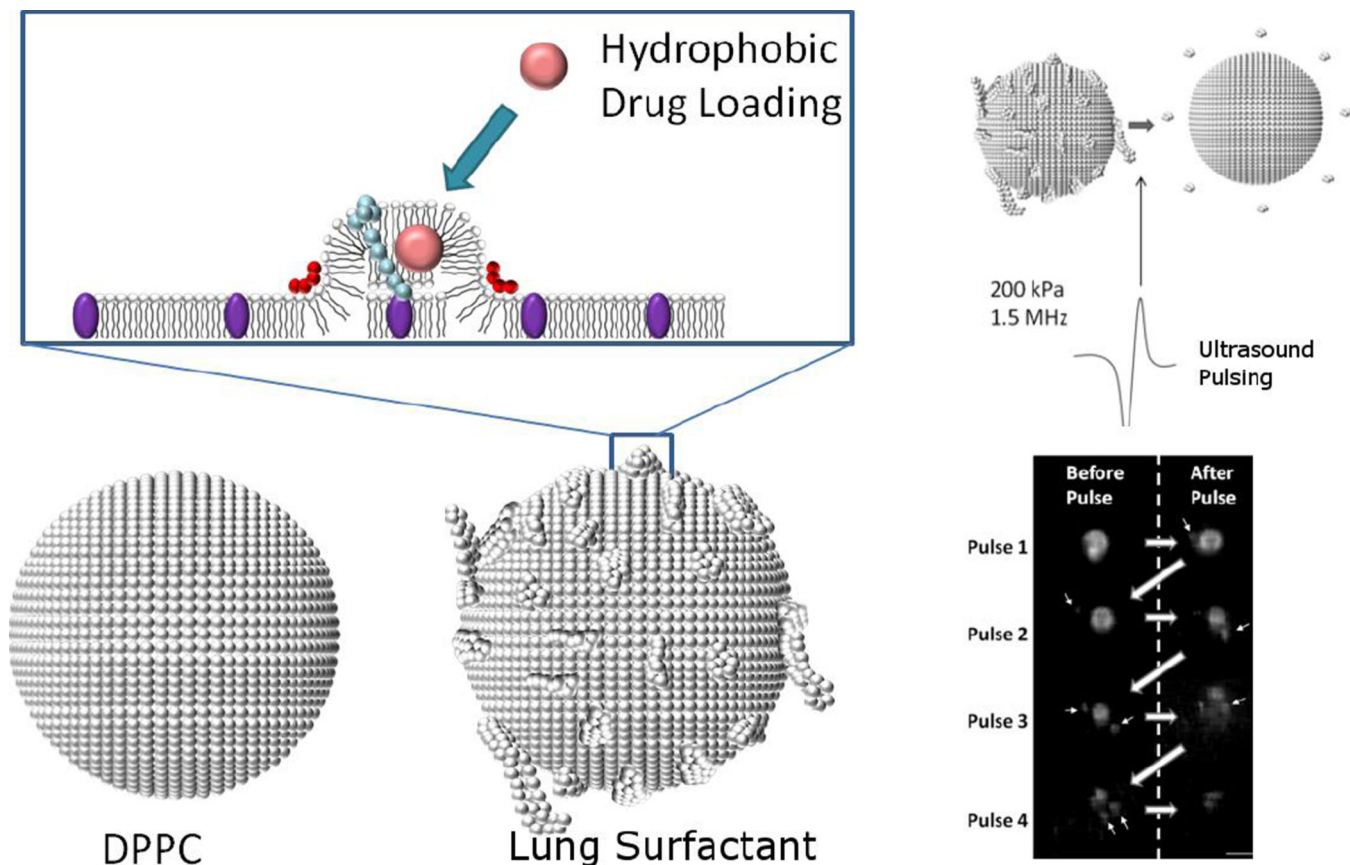 Hydrophobic
Drug Loading
200 kPa
1.5 MHz
Ultrasound
Pulsing
DPPC
Lung Surfactant
Before
Pulse
After
Pulse
Pulse 1
Pulse 2
Pulse 3
Pulse 4